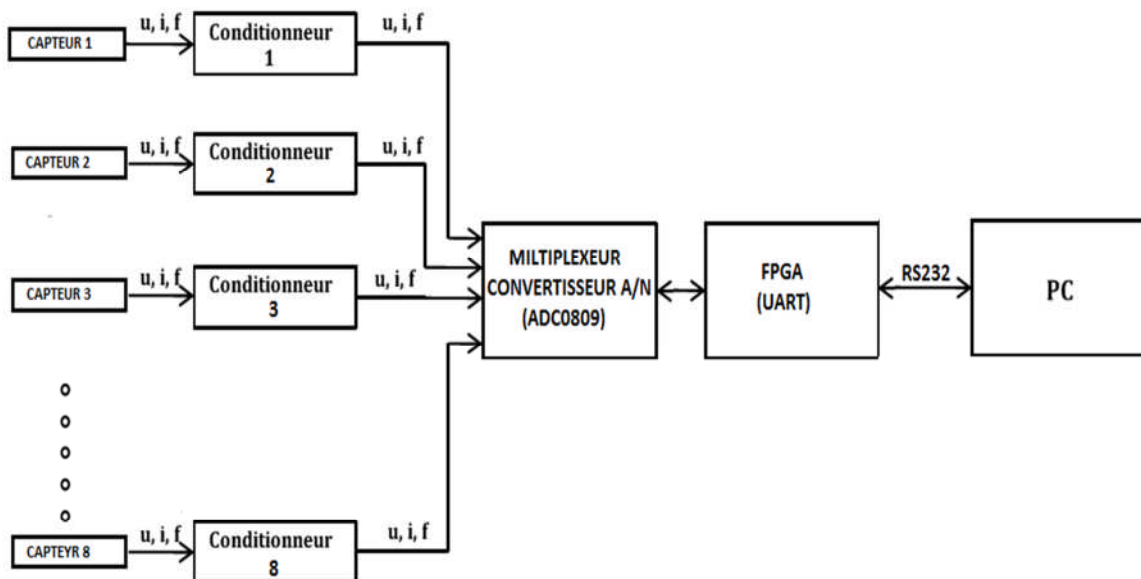 CAPTEUR 1
u, i, f
Conditionneur
1
u, i, f
CAPTEUR 2
u, i, f
Conditionneur
2
u, i, f
CAPTEUR 3
u, i, f
Conditionneur
3
u, i, f
MILTIPLEXEUR
CONVERTISSEUR A/N
(ADC0809)
FPGA
(UART)
RS232
PC
CAPTEYR 8
u, i, f
Conditionneur
8
u, i, f